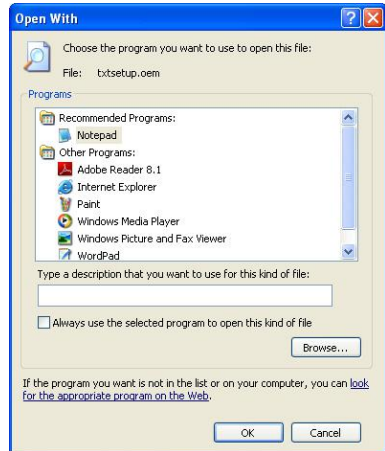 Open With
Choose the program you want to use to open this file:
File: txtsetup.oem
Programs
Recommended Programs:
Notepad
Other Programs:
Adobe Reader 8.1
Internet Explorer
Paint
Windows Media Player
Windows Picture and Fax Viewer
WordPad
Type a description that you want to use for this kind of file:
Always use the selected program to open this kind of file
Browse...
If the program you want is not in the list or on your computer, you can look
for the appropriate program on the Web.
OK Cancel